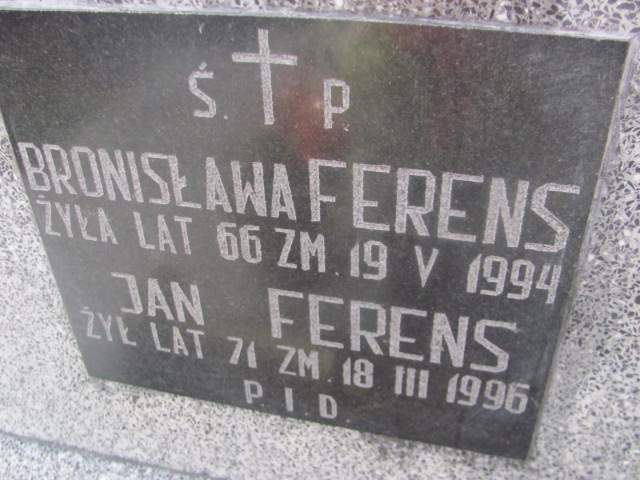 Ś. P
BRONISŁAWA FERENS
ŻYŁA LAT 66 ZM. 19 V 1994
JAN FERENS
ŻYŁ LAT 71 ZM. 18 III 1996
P I D